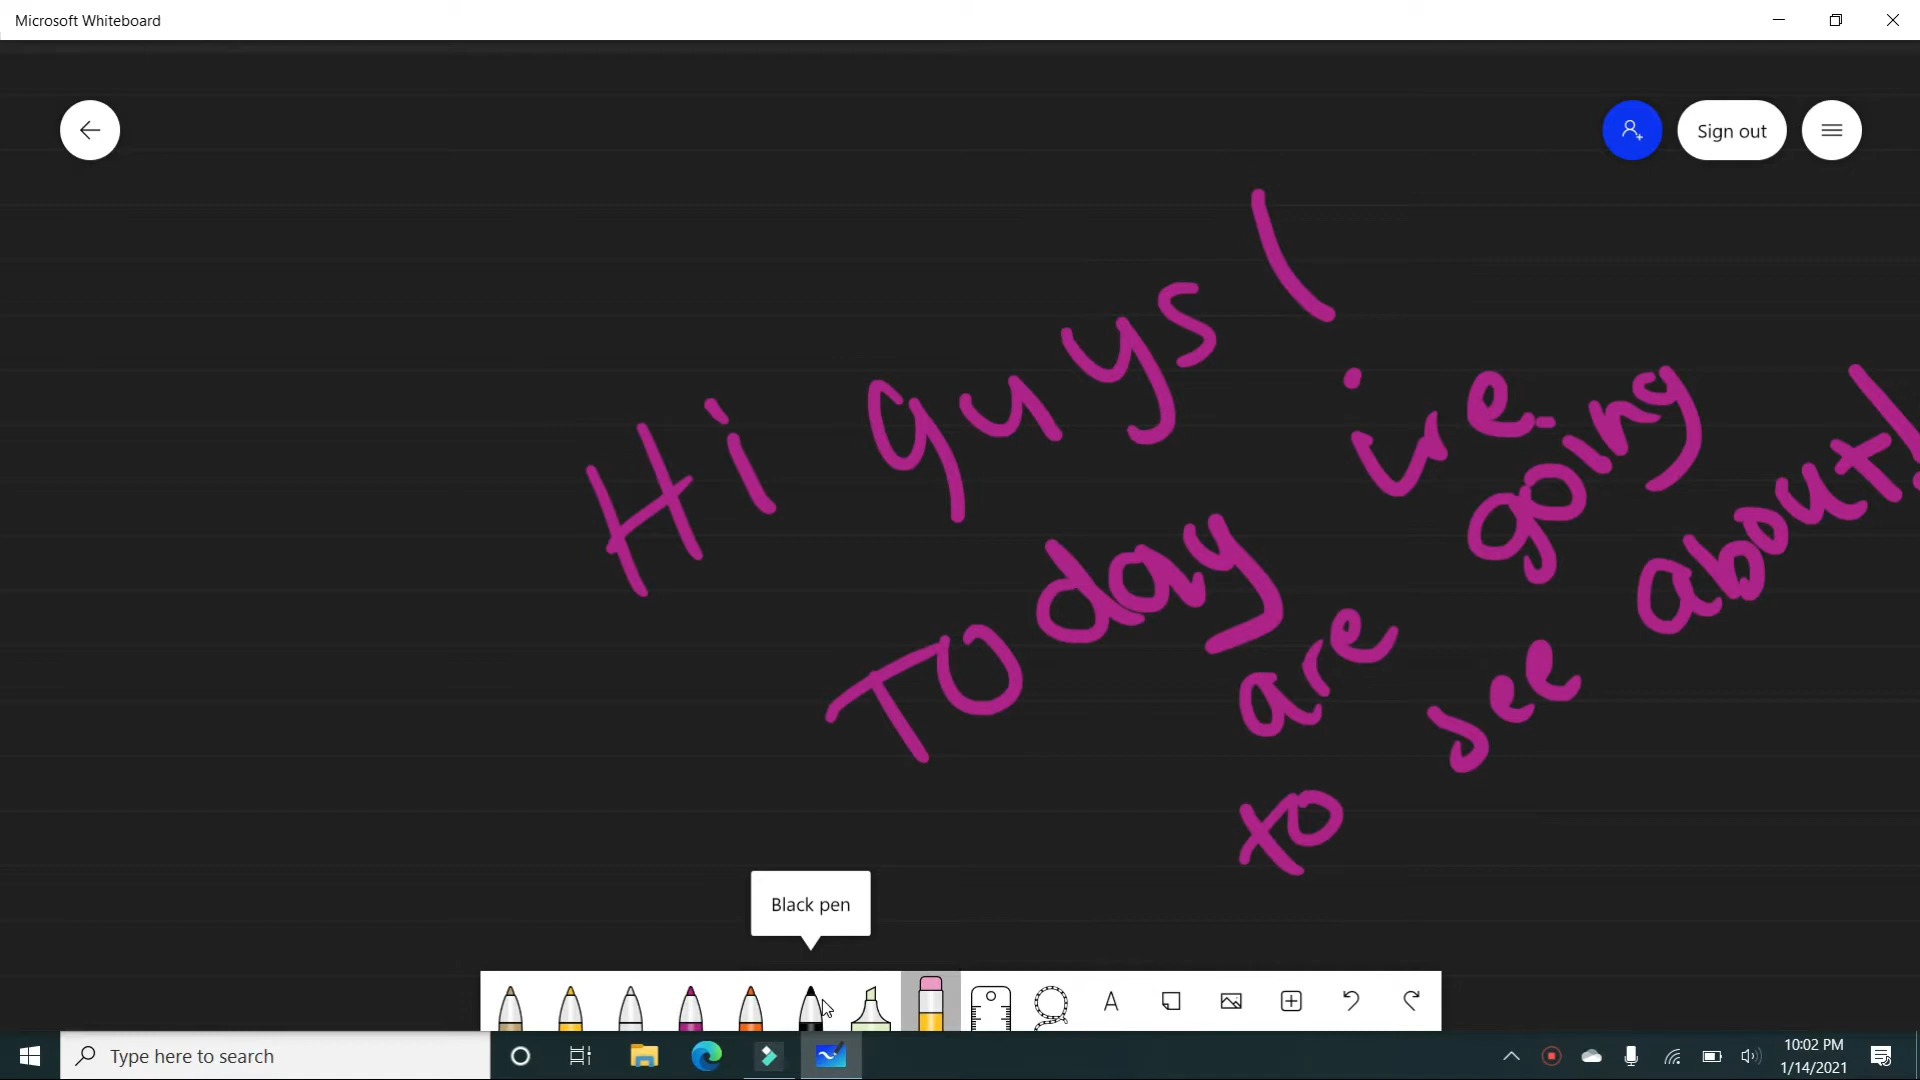 Microsoft Whiteboard
Sign out
Hi guys!
Today we
are going
to see about!
Black pen
A
Type here to search
10:02 PM
1/14/2021